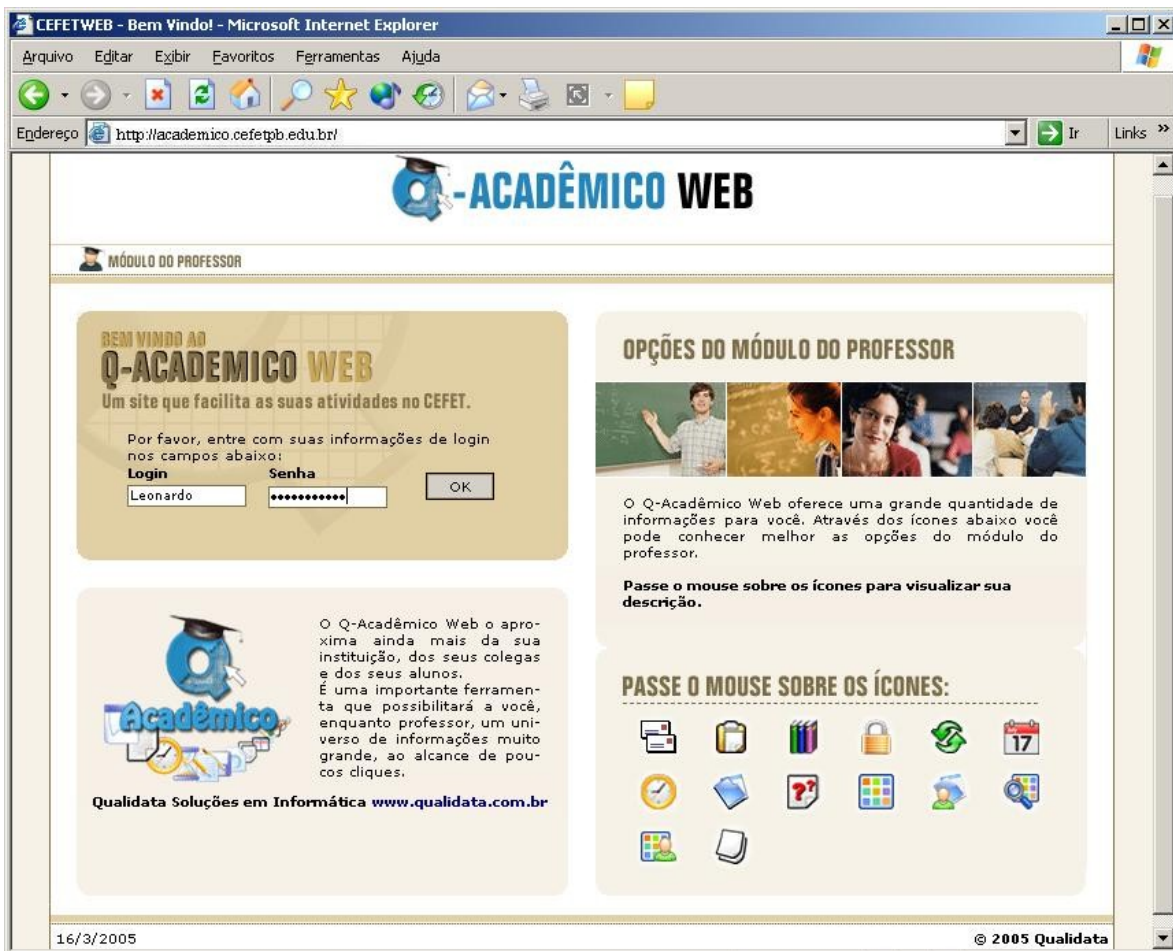 CEFETWEB - Bem Vindo! - Microsoft Internet Explorer
Arquivo Editar Exibir Favoritos Ferramentas Ajuda
Endereço http://academico.cefetpb.edu.br/ Ir Links »
Q-ACADÊMICO WEB
MÓDULO DO PROFESSOR
BEM VINDO AO
Q-ACADEMICO WEB
Um site que facilita as suas atividades no CEFET.
Por favor, entre com suas informações de login
nos campos abaixo:
Login Senha
Leonardo ••••••••••• OK
O Q-Acadêmico Web o apro-
xima ainda mais da sua
instituição, dos seus colegas
e dos seus alunos.
É uma importante ferramen-
ta que possibilitará a você,
enquanto professor, um uni-
verso de informações muito
grande, ao alcance de pou-
cos cliques.
Acadêmico
Qualidata Soluções em Informática www.qualidata.com.br
OPÇÕES DO MÓDULO DO PROFESSOR
O Q-Acadêmico Web oferece uma grande quantidade de
informações para você. Através dos ícones abaixo você
pode conhecer melhor as opções do módulo do
professor.
Passe o mouse sobre os ícones para visualizar sua
descrição.
PASSE O MOUSE SOBRE OS ÍCONES:
17
??
16/3/2005 © 2005 Qualidata